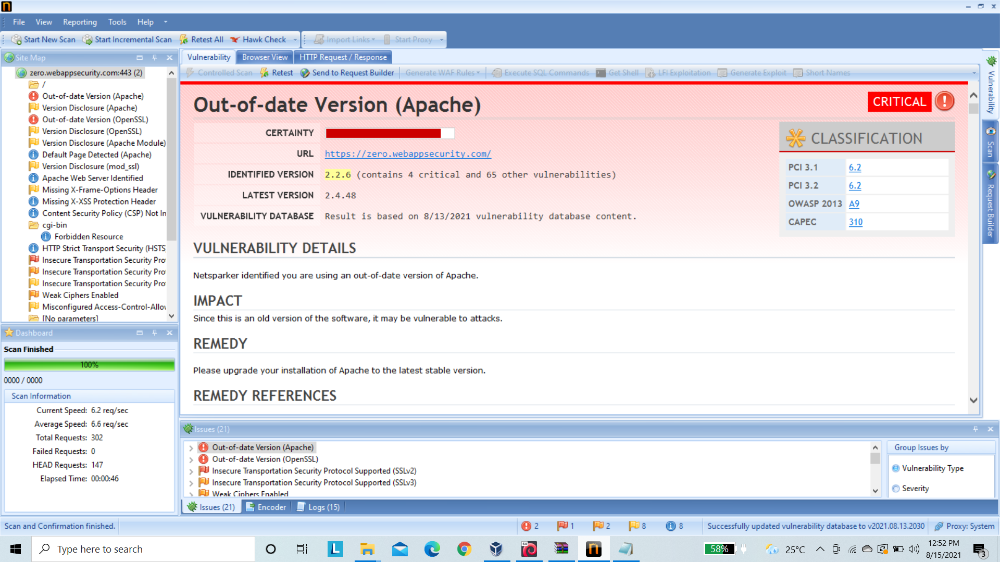 File View Reporting Tools Help
Start New Scan Start Incremental Scan Retest All Hawk Check Import Links Start Proxy
Site Map
zero.webappsecurity.com:443 (2)
/
Out-of-date Version (Apache)
Version Disclosure (Apache)
Out-of-date Version (OpenSSL)
Version Disclosure (OpenSSL)
Version Disclosure (Apache Module)
Default Page Detected (Apache)
Version Disclosure (mod_ssl)
Apache Web Server Identified
Missing X-Frame-Options Header
Missing X-XSS Protection Header
Content Security Policy (CSP) Not In
cgi-bin
Forbidden Resource
HTTP Strict Transport Security (HSTS
Insecure Transportation Security Pro
Insecure Transportation Security Pro
Insecure Transportation Security Pro
Weak Ciphers Enabled
Misconfigured Access-Control-Allo
[No parameters]
Dashboard
Scan Finished
100%
0000 / 0000
Scan Information
Current Speed: 6.2 req/sec
Average Speed: 6.6 req/sec
Total Requests: 302
Failed Requests: 0
HEAD Requests: 147
Elapsed Time: 00:00:46
Vulnerability Browser View HTTP Request / Response
Controlled Scan Retest Send to Request Builder Generate WAF Rules Execute SQL Commands Get Shell LFI Exploitation Generate Exploit Short Names
Out-of-date Version (Apache)
CRITICAL
CERTAINTY
URL https://zero.webappsecurity.com/
IDENTIFIED VERSION 2.2.6 (contains 4 critical and 65 other vulnerabilities)
LATEST VERSION 2.4.48
VULNERABILITY DATABASE Result is based on 8/13/2021 vulnerability database content.
CLASSIFICATION
PCI 3.1 6.2
PCI 3.2 6.2
OWASP 2013 A9
CAPEC 310
VULNERABILITY DETAILS
Netsparker identified you are using an out-of-date version of Apache.
IMPACT
Since this is an old version of the software, it may be vulnerable to attacks.
REMEDY
Please upgrade your installation of Apache to the latest stable version.
REMEDY REFERENCES
Vulnerability
Scan
Request Builder
Issues (21)
Out-of-date Version (Apache)
Out-of-date Version (OpenSSL)
Insecure Transportation Security Protocol Supported (SSLv2)
Insecure Transportation Security Protocol Supported (SSLv3)
Weak Ciphers Enabled
Group Issues by
Vulnerability Type
Severity
Issues (21) Encoder Logs (15)
Scan and Confirmation finished. 2 1 2 8 8 Successfully updated vulnerability database to v2021.08.13.2030 Proxy: System
Type here to search
L
64
58%
25°C
12:52 PM
8/15/2021
3